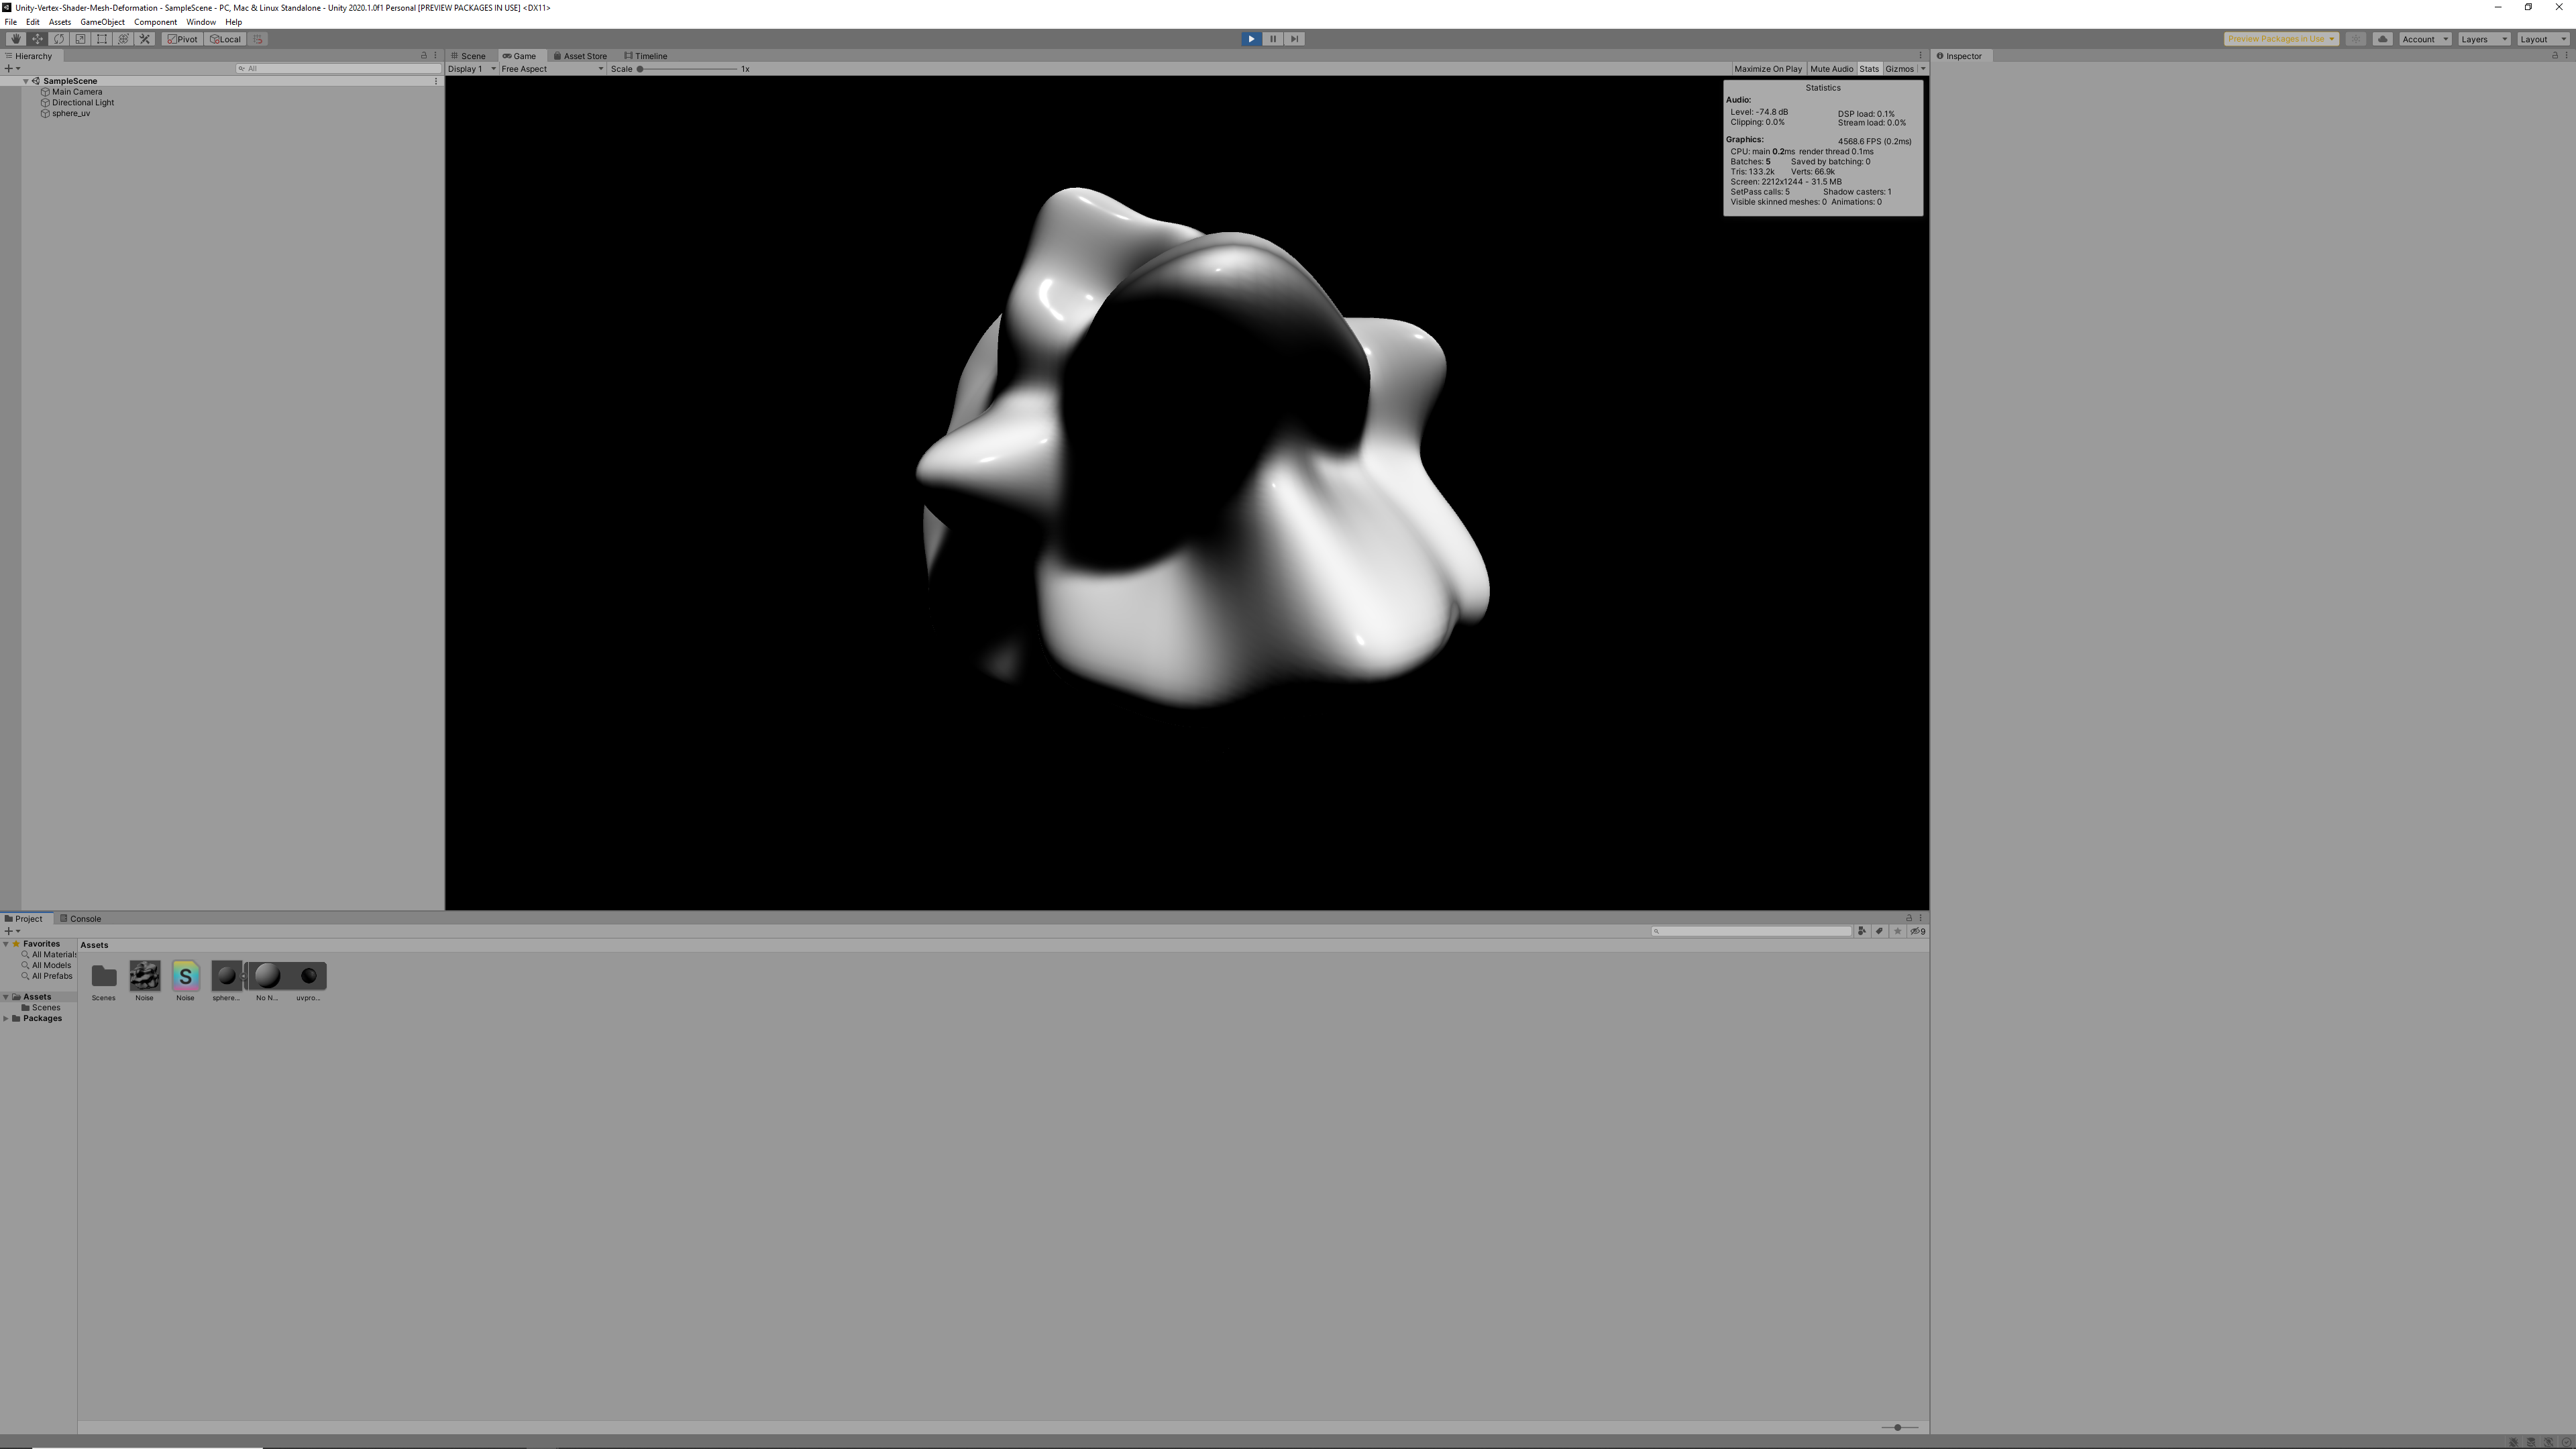 Unity-Vertex-Shader-Mesh-Deformation - SampleScene - PC, Mac & Linux Standalone - Unity 2020.1.0f1 Personal [PREVIEW PACKAGES IN USE] <DX11>
File Edit Assets GameObject Component Window Help
Pivot Local Preview Packages in Use Account Layers Layout
Hierarchy
All
SampleScene
Main Camera
Directional Light
sphere_uv
Scene Game Asset Store Timeline
Display 1 Free Aspect Scale 1x Maximize On Play Mute Audio Stats Gizmos
Statistics
Audio:
Level: -74.8 dB DSP load: 0.1%
Clipping: 0.0% Stream load: 0.0%
Graphics: 4568.6 FPS (0.2ms)
CPU: main 0.2ms render thread 0.1ms
Batches: 5 Saved by batching: 0
Tris: 133.2k Verts: 66.9k
Screen: 2212x1244 - 31.5 MB
SetPass calls: 5 Shadow casters: 1
Visible skinned meshes: 0 Animations: 0
Inspector
Project Console
9
Favorites
All Materials
All Models
All Prefabs
Assets
Scenes
Packages
Assets
S
Scenes Noise Noise sphere... No N... uvpro...